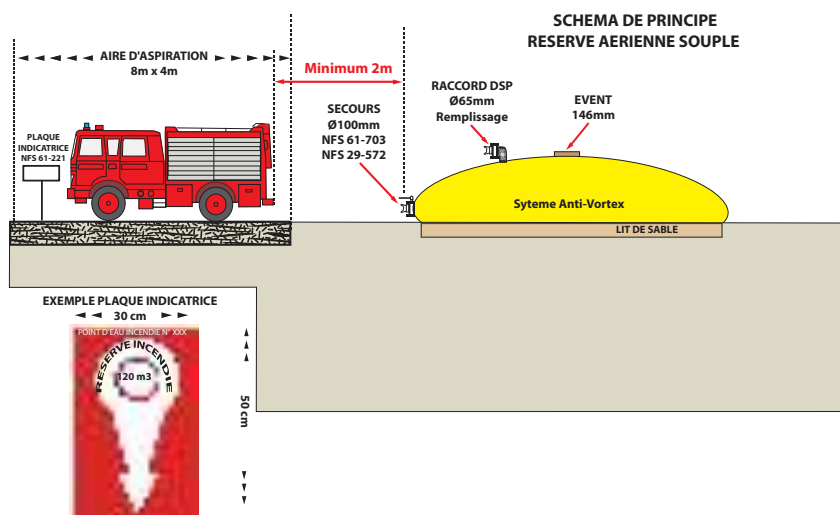 SCHEMA DE PRINCIPE
RESERVE AERIENNE SOUPLE
AIRE D'ASPIRATION
8m x 4m
Minimum 2m
PLAQUE
INDICATRICE
NFS 61-221
SECOURS
Ø100mm
NFS 61-703
NFS 29-572
RACCORD DSP
Ø65mm
Remplissage
EVENT
146mm
Syteme Anti-Vortex
LIT DE SABLE
EXEMPLE PLAQUE INDICATRICE
30 cm
POINT D'EAU INCENDIE N° XXX
RESERVE INCENDIE
120 m3
50 cm